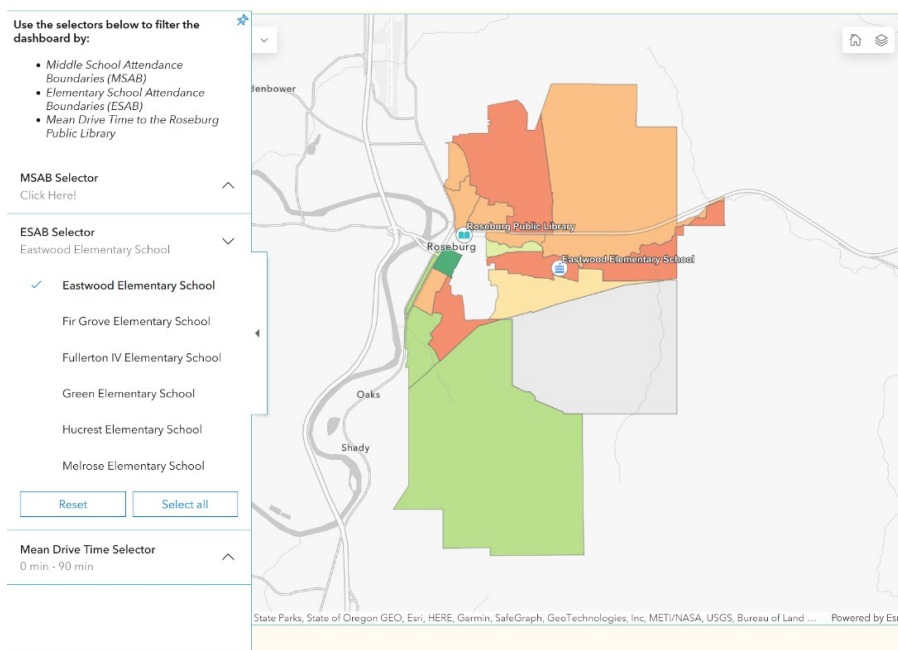 Use the selectors below to filter the
dashboard by:
• Middle School Attendance
Boundaries (MSAB)
• Elementary School Attendance
Boundaries (ESAB)
• Mean Drive Time to the Roseburg
Public Library
MSAB Selector
Click Here!
ESAB Selector
Eastwood Elementary School
Eastwood Elementary School
Fir Grove Elementary School
Fullerton IV Elementary School
Green Elementary School
Hucrest Elementary School
Melrose Elementary School
Reset
Select all
Mean Drive Time Selector
0 min - 90 min
denbower
Roseburg Public Library
Roseburg
Eastwood Elementary School
Oaks
Shady
State Parks, State of Oregon GEO, Esri, HERE, Garmin, SafeGraph, GeoTechnologies, Inc, METI/NASA, USGS, Bureau of Land ...
Powered by Esr